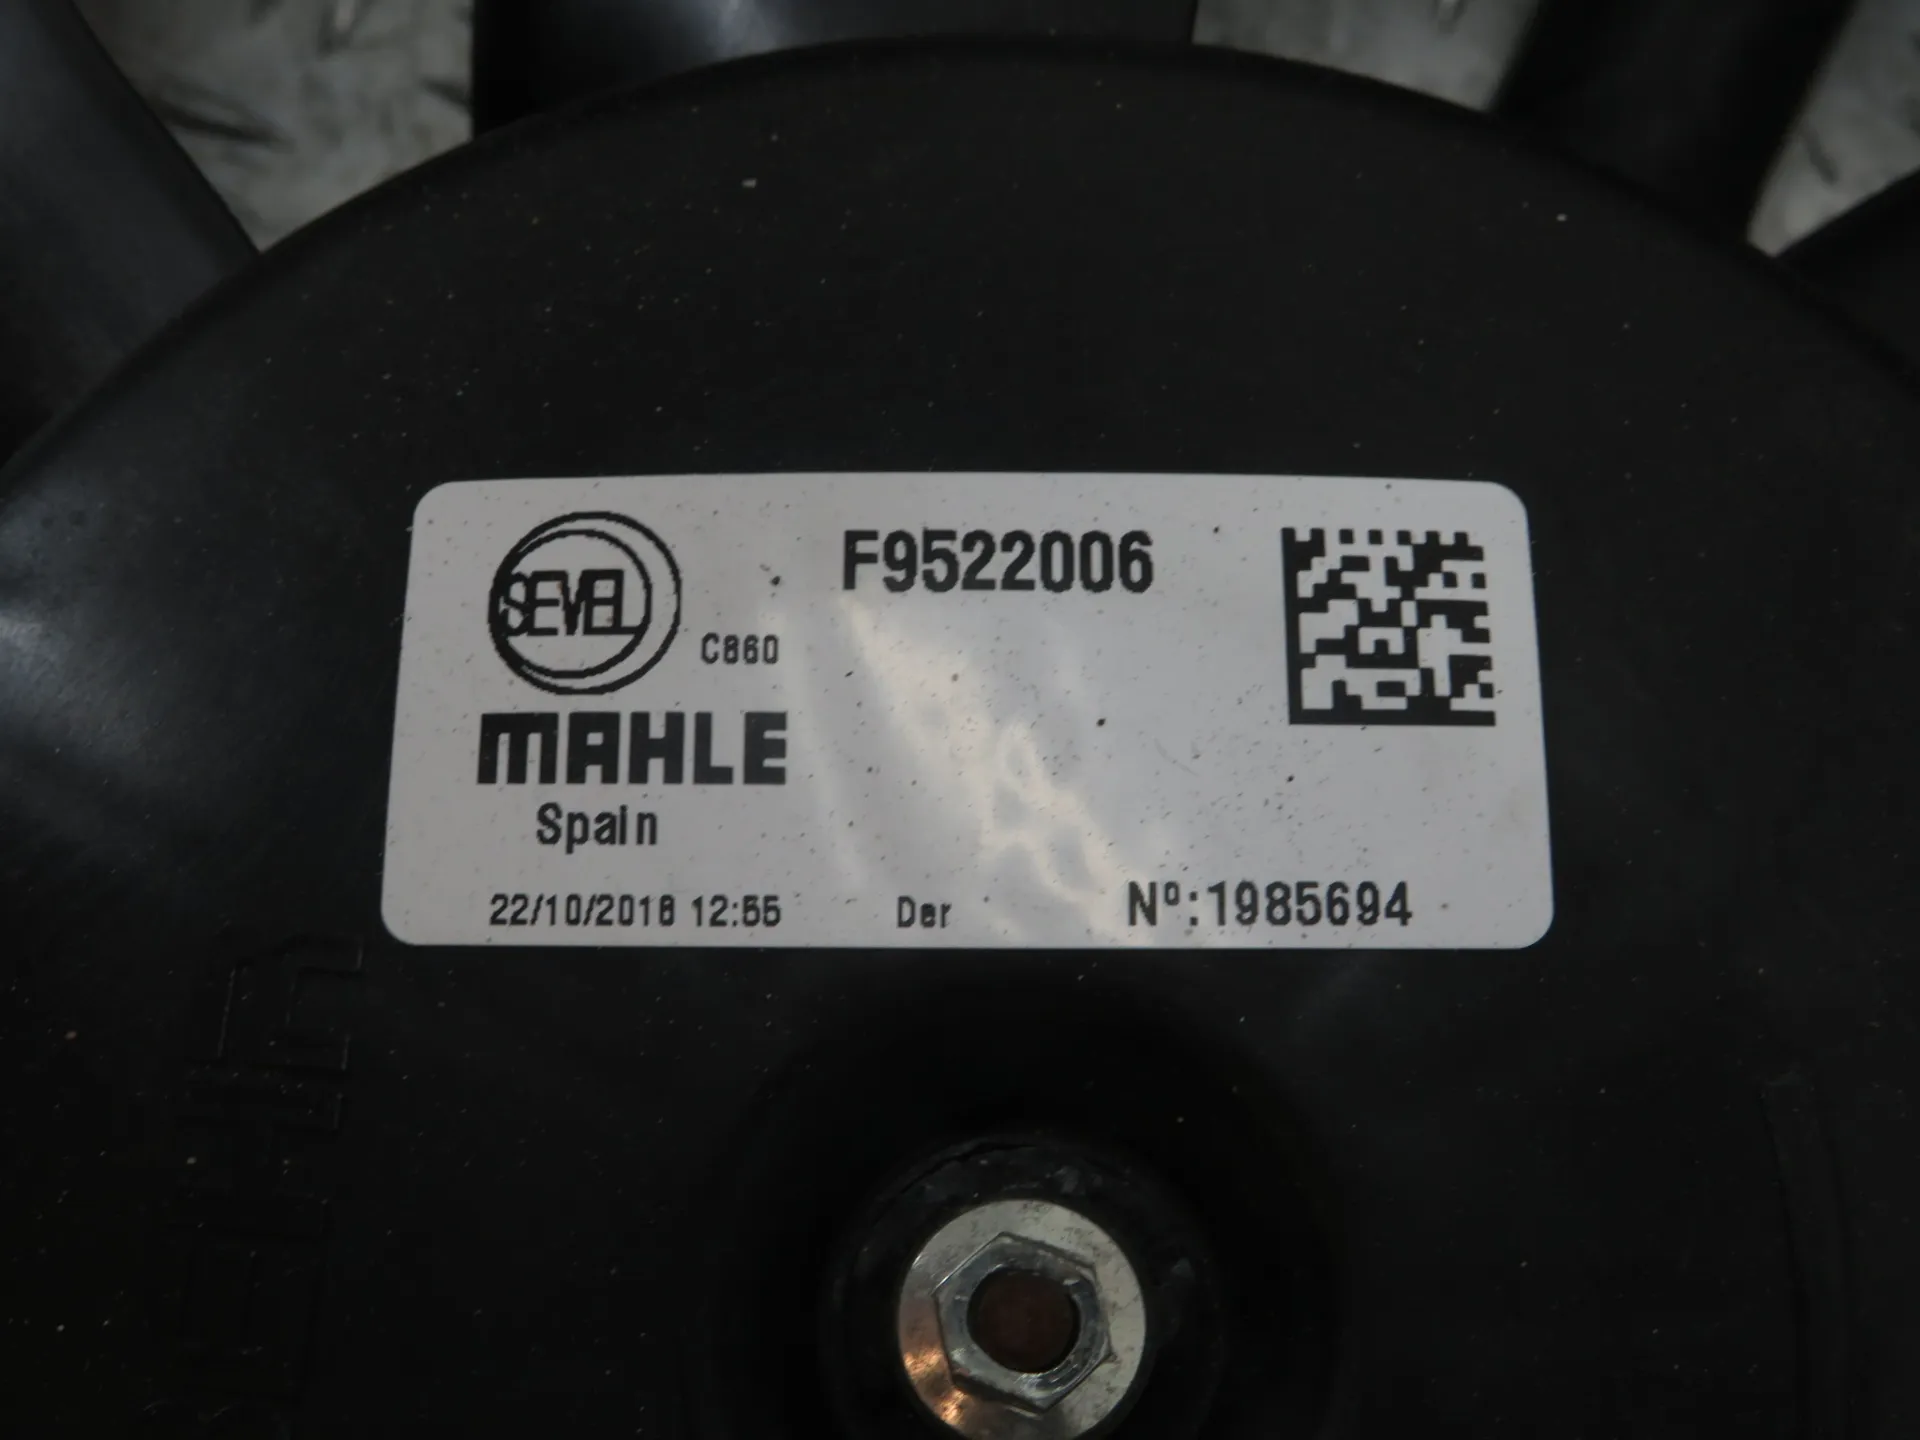 SEVEL
C860
F9522006
MAHLE
Spain
22/10/2018 12:55
Der
Nº:1985694